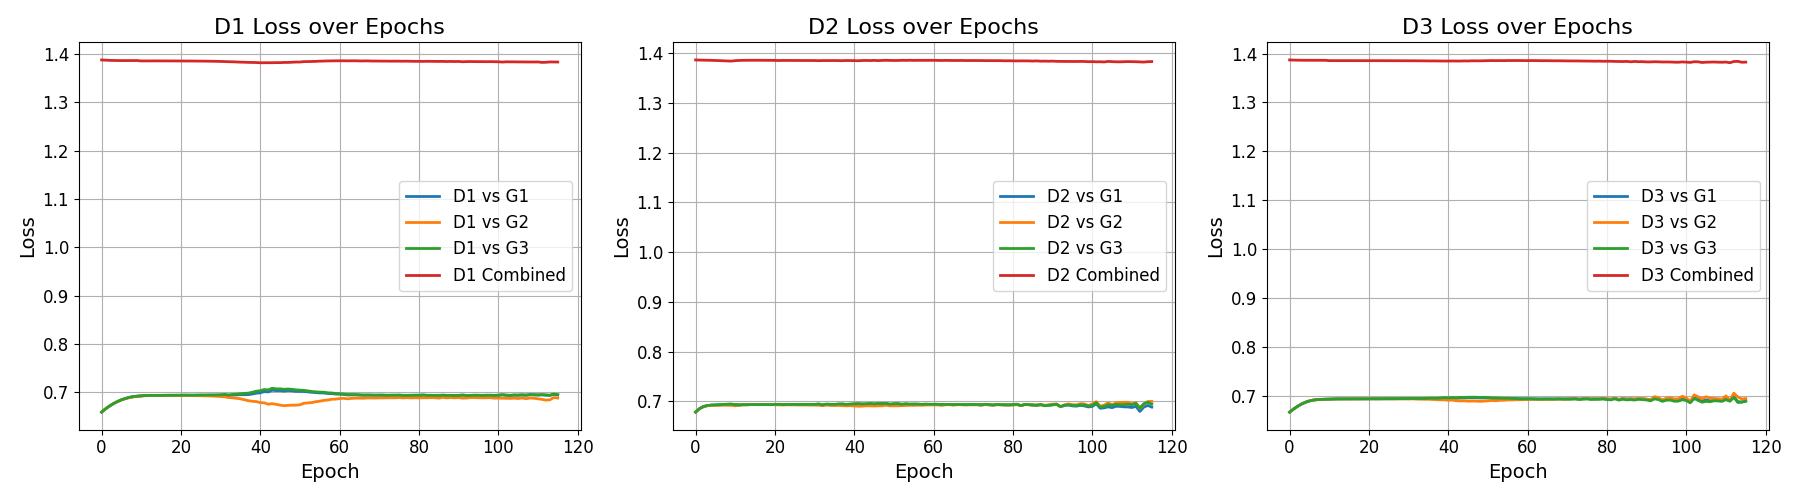 D1 Loss over Epochs
1.4
1.3
1.2
1.1
1.0
0.9
0.8
0.7
Loss
D1 vs G1
D1 vs G2
D1 vs G3
D1 Combined
0 20 40 60 80 100 120
Epoch
D2 Loss over Epochs
1.4
1.3
1.2
1.1
1.0
0.9
0.8
0.7
Loss
D2 vs G1
D2 vs G2
D2 vs G3
D2 Combined
0 20 40 60 80 100 120
Epoch
D3 Loss over Epochs
1.4
1.3
1.2
1.1
1.0
0.9
0.8
0.7
Loss
D3 vs G1
D3 vs G2
D3 vs G3
D3 Combined
0 20 40 60 80 100 120
Epoch